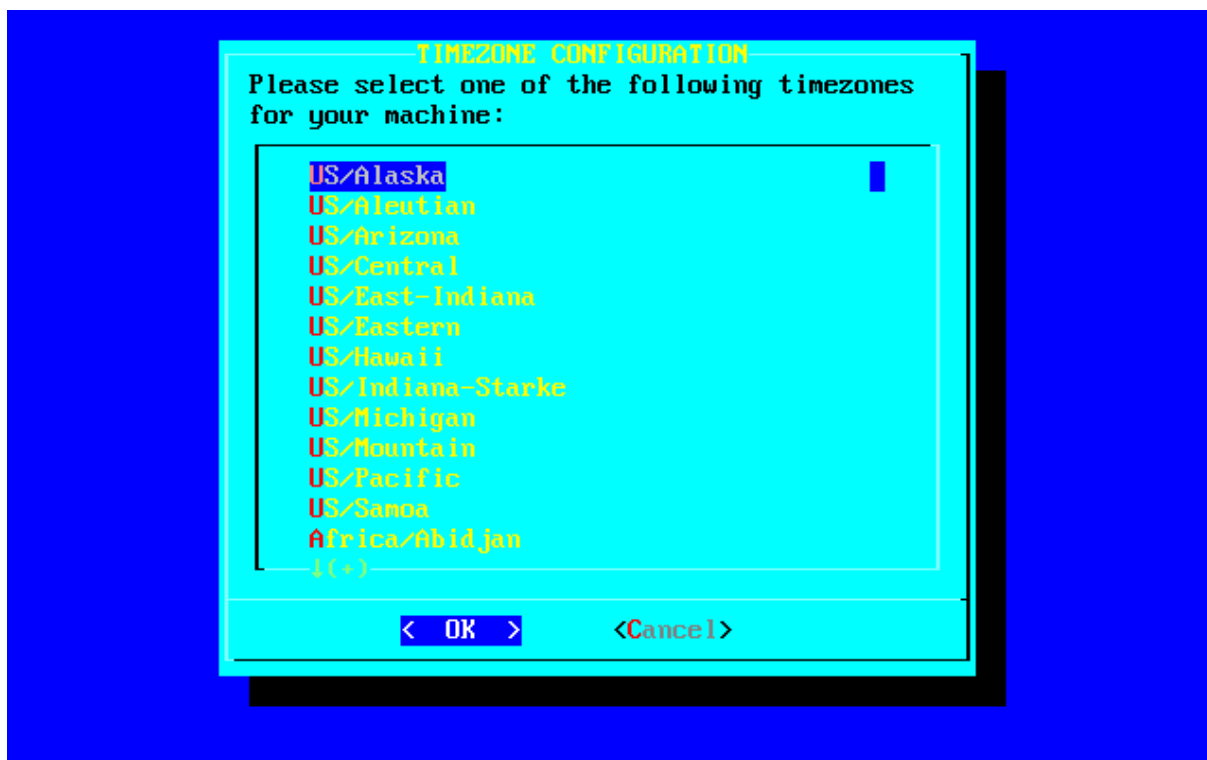 TIMEZONE CONFIGURATION
Please select one of the following timezones
for your machine:
US/Alaska
US/Aleutian
US/Arizona
US/Central
US/East-Indiana
US/Eastern
US/Hawaii
US/Indiana-Starke
US/Michigan
US/Mountain
US/Pacific
US/Samoa
Africa/Abidjan
↓(+)
< OK > <Cancel>